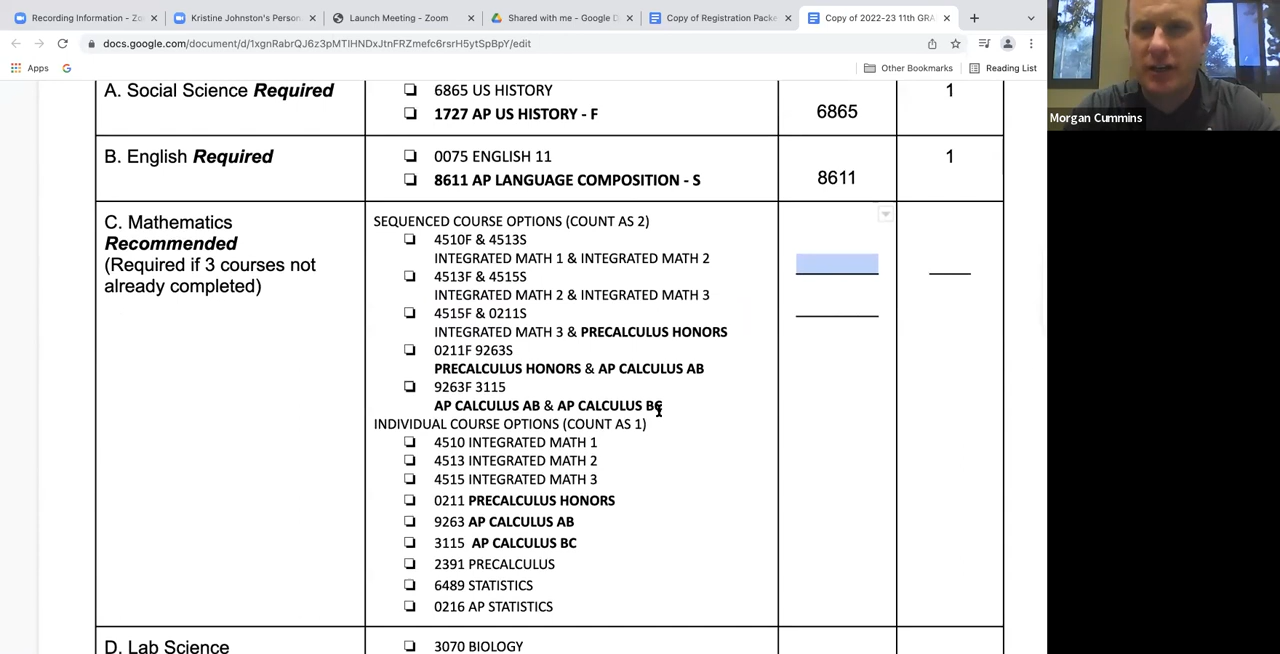 Recording Information - Zo
Kristine Johnston's Person
Launch Meeting - Zoom
Shared with me - Google D
Copy of Registration Packe
Copy of 2022-23 11th GRA
docs.google.com/document/d/1xgnRabrQJ6z3pMTIHNDxJtnFRZmefc6rsrH5ytSpBpY/edit
Apps
Other Bookmarks
Reading List
Morgan Cummins
A. Social Science Required
6865 US HISTORY
1727 AP US HISTORY - F
6865
1
B. English Required
0075 ENGLISH 11
8611 AP LANGUAGE COMPOSITION - S
8611
1
C. Mathematics
Recommended
(Required if 3 courses not
already completed)
SEQUENCED COURSE OPTIONS (COUNT AS 2)
4510F & 4513S
INTEGRATED MATH 1 & INTEGRATED MATH 2
4513F & 4515S
INTEGRATED MATH 2 & INTEGRATED MATH 3
4515F & 0211S
INTEGRATED MATH 3 & PRECALCULUS HONORS
0211F 9263S
PRECALCULUS HONORS & AP CALCULUS AB
9263F 3115
AP CALCULUS AB & AP CALCULUS BC
INDIVIDUAL COURSE OPTIONS (COUNT AS 1)
4510 INTEGRATED MATH 1
4513 INTEGRATED MATH 2
4515 INTEGRATED MATH 3
0211 PRECALCULUS HONORS
9263 AP CALCULUS AB
3115 AP CALCULUS BC
2391 PRECALCULUS
6489 STATISTICS
0216 AP STATISTICS
D. Lab Science
3070 BIOLOGY